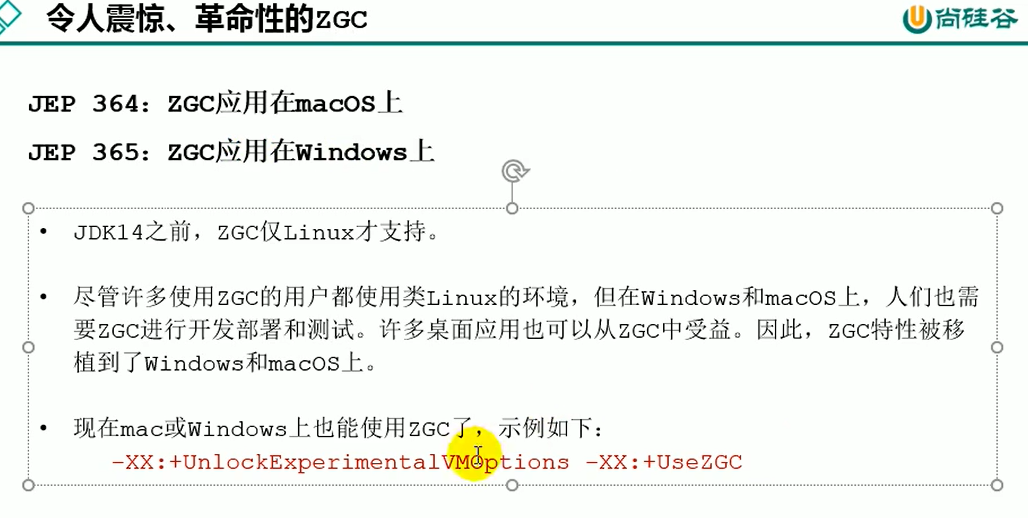 令人震惊、革命性的ZGC
尚硅谷
JEP 364：ZGC应用在macOS上
JEP 365：ZGC应用在Windows上
• JDK14之前，ZGC仅Linux才支持。
• 尽管许多使用ZGC的用户都使用类Linux的环境，但在Windows和macOS上，人们也需
要ZGC进行开发部署和测试。许多桌面应用也可以从ZGC中受益。因此，ZGC特性被移
植到了Windows和macOS上。
• 现在mac或Windows上也能使用ZGC了，示例如下：
-XX:+UnlockExperimentalVMOptions -XX:+UseZGC